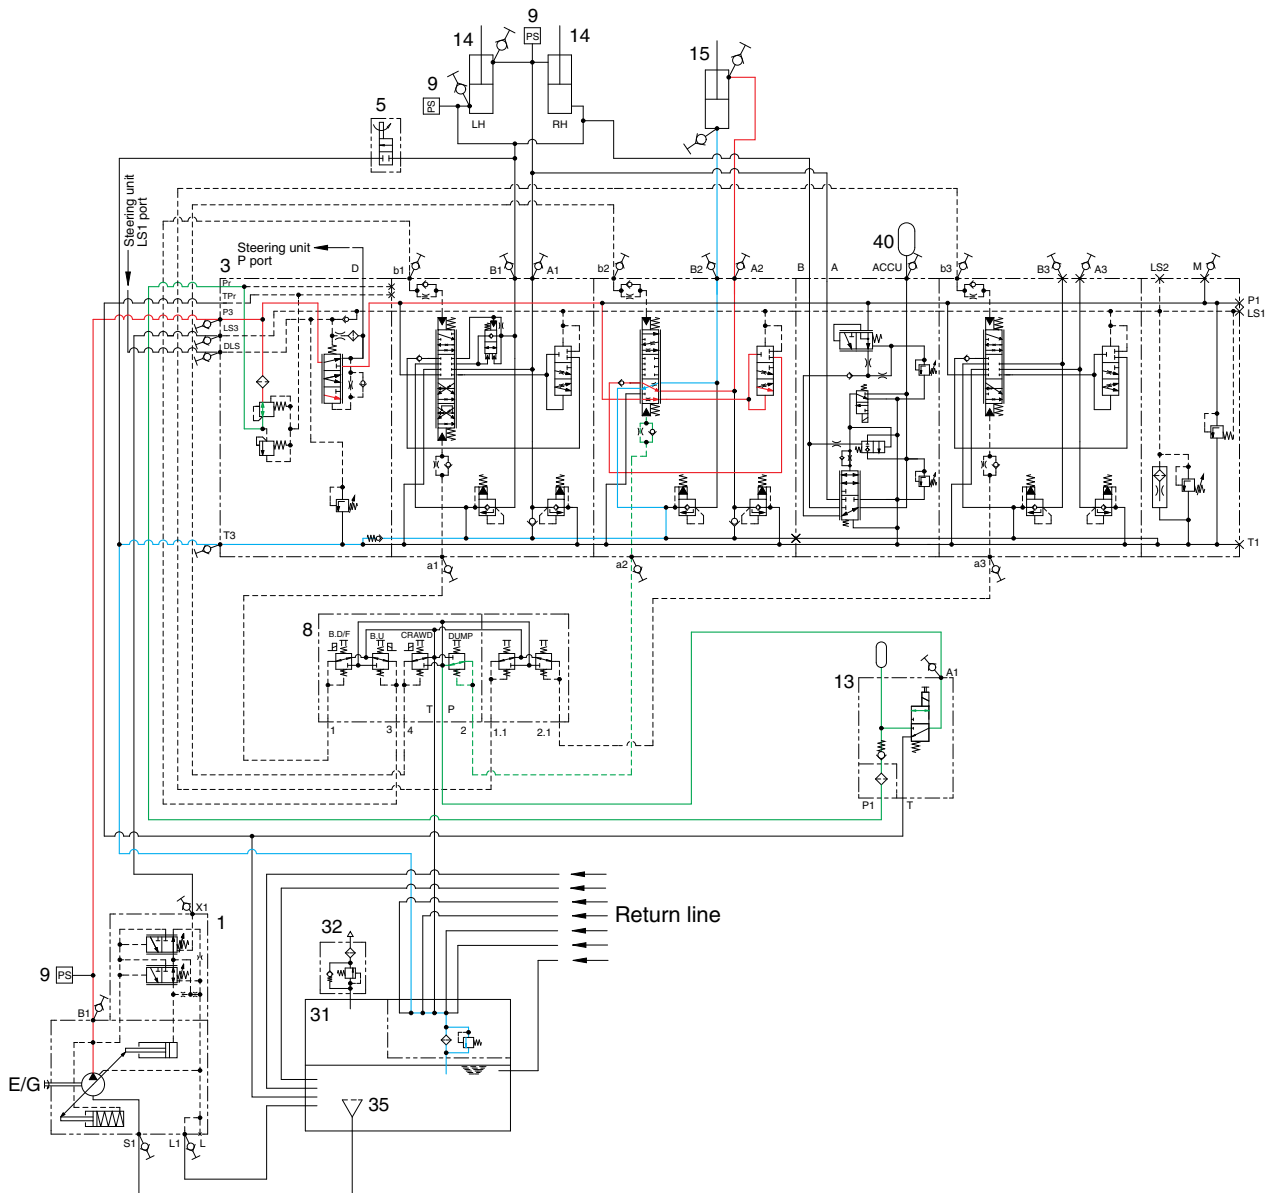 9
14
PS
14
15
9
PS
LH
RH
5
Steering unit
LS1 port
Steering unit
P port
40
3
D
b1
B1
A1
b2
B2
A2
B
A
ACCU
b3
B3
A3
LS2
M
Pr
TPr
P3
LS3
DLS
P1
LS1
T3
T1
a1
a2
a3
8
B.D/F
B.U
CRAWD
DUMP
T
P
1
3
4
2
1.1
2.1
13
A1
P1
T
X1
1
Return line
32
9
PS
31
B1
E/G
35
S1
L1
L